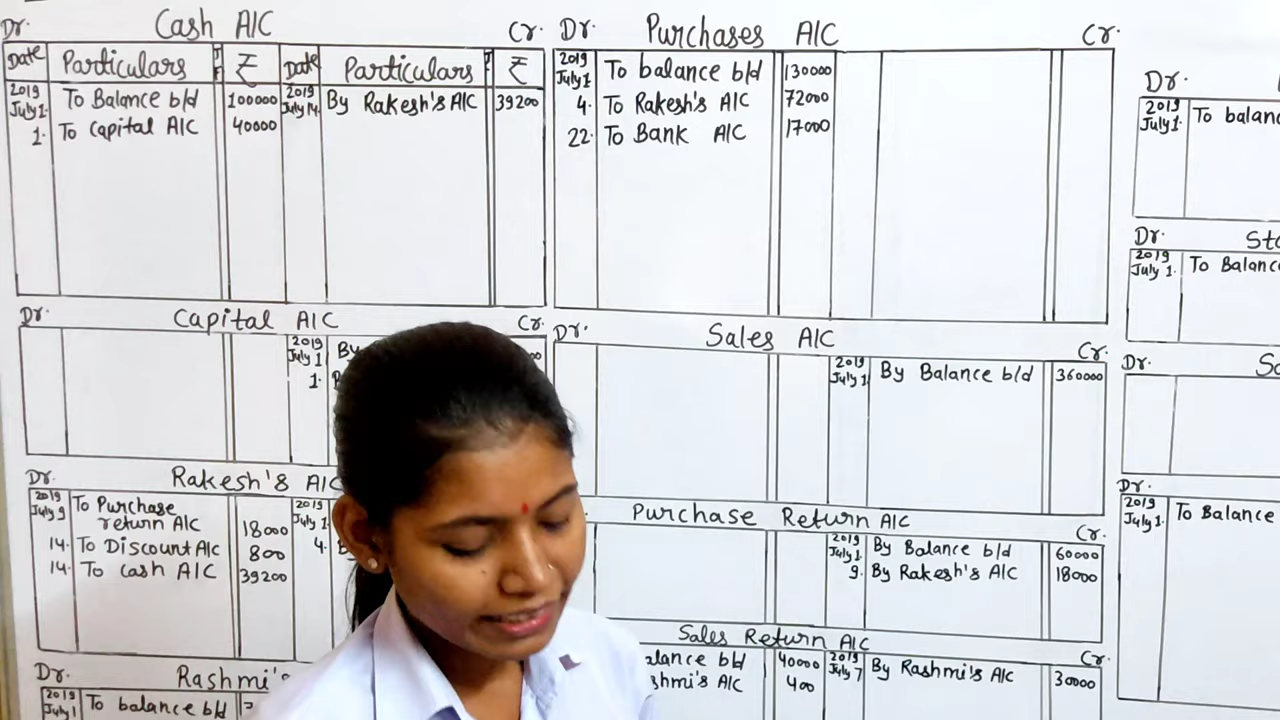 Dr. Cash A/C Cr.
Date Particulars J F ₹ Date Particulars J F ₹
2019 July 1. To Balance b/d 100000 2019 July 14. By Rakesh's A/C 39200
1. To Capital A/C 40000
Dr. Purchases A/C Cr.
2019 July 1 To balance b/d 130000
4. To Rakesh's A/C 72000
22. To Bank A/C 17000
Dr. Capital A/C Cr.
2019 July 1 By
1.
Dr. Sales A/C Cr.
2019 July 1 By Balance b/d 360000
Dr. Rakesh's A/C
2019 July 9 To Purchase 2019 July 1
return A/C 18000
14. To Discount A/C 800 4.
14. To Cash A/C 39200
Purchase Return A/C Cr.
2019 July 1. By Balance b/d 60000
9. By Rakesh's A/C 18000
Sales Return A/C Cr.
alance b/d 40000 2019 July 7 By Rashmi's A/C 30000
shmi's A/C 400
Dr. Rashmi's
2019 July 1 To balance b/d
Dr.
2019 July 1. To balanc
Dr. Sto
2019 July 1. To Balanc
Dr. Sa
Dr.
2019 July 1. To Balance